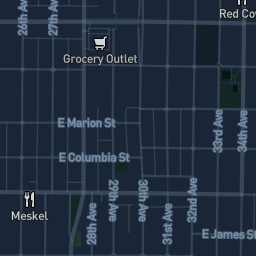 Red Cow
26th Ave
27th Ave
Grocery Outlet
E Marion St
33rd Ave
34th Ave
E Columbia St
Meskel
28th Ave
29th Ave
30th Ave
31st Ave
32nd Ave
E James St